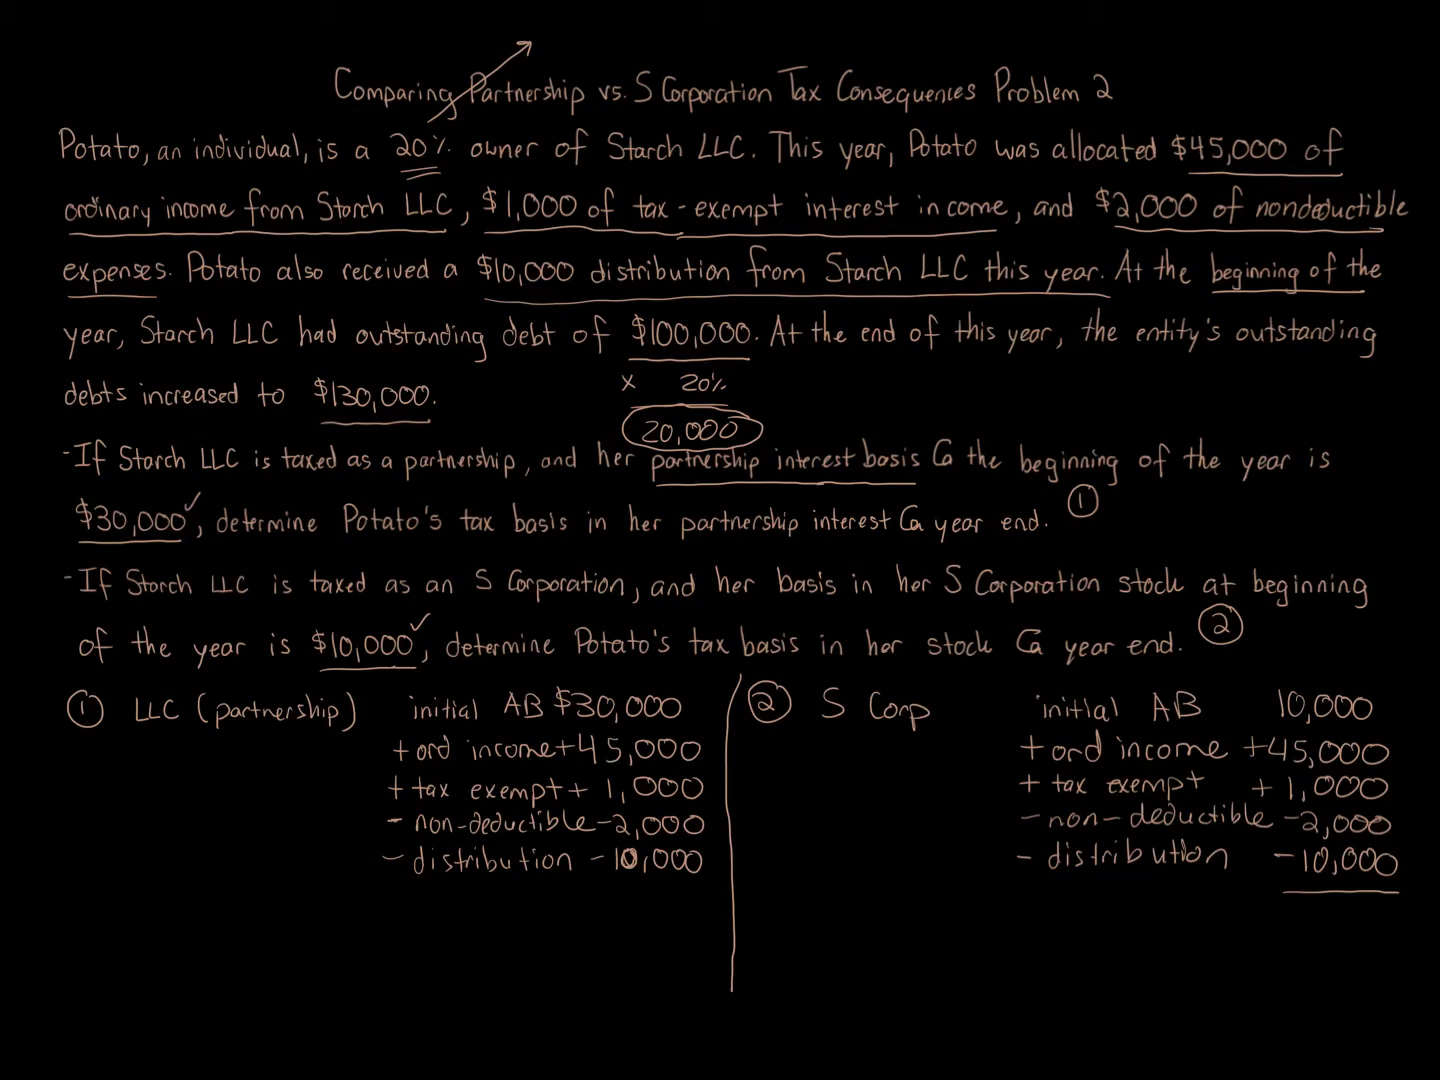 Comparing Partnership vs. S Corporation Tax Consequences Problem 2
Potato, an individual, is a 20% owner of Starch LLC. This year, Potato was allocated $45,000 of
ordinary income from Starch LLC, $1,000 of tax-exempt interest income, and $2,000 of nondeductible
expenses. Potato also received a $10,000 distribution from Starch LLC this year. At the beginning of the
year, Starch LLC had outstanding debt of $100,000. At the end of this year, the entity's outstanding
debts increased to $130,000.
x 20%
20,000
-If Starch LLC is taxed as a partnership, and her partnership interest basis @ the beginning of the year is
$30,000✓, determine Potato's tax basis in her partnership interest @ year end. ①
-If Starch LLC is taxed as an S Corporation, and her basis in her S Corporation stock at beginning
of the year is $10,000✓, determine Potato's tax basis in her stock @ year end. ②
① LLC (partnership)
initial AB $30,000
+ ord income +45,000
+ tax exempt + 1,000
- non-deductible -2,000
- distribution -10,000
② S Corp
initial AB 10,000
+ ord income +45,000
+ tax exempt + 1,000
- non-deductible -2,000
- distribution -10,000